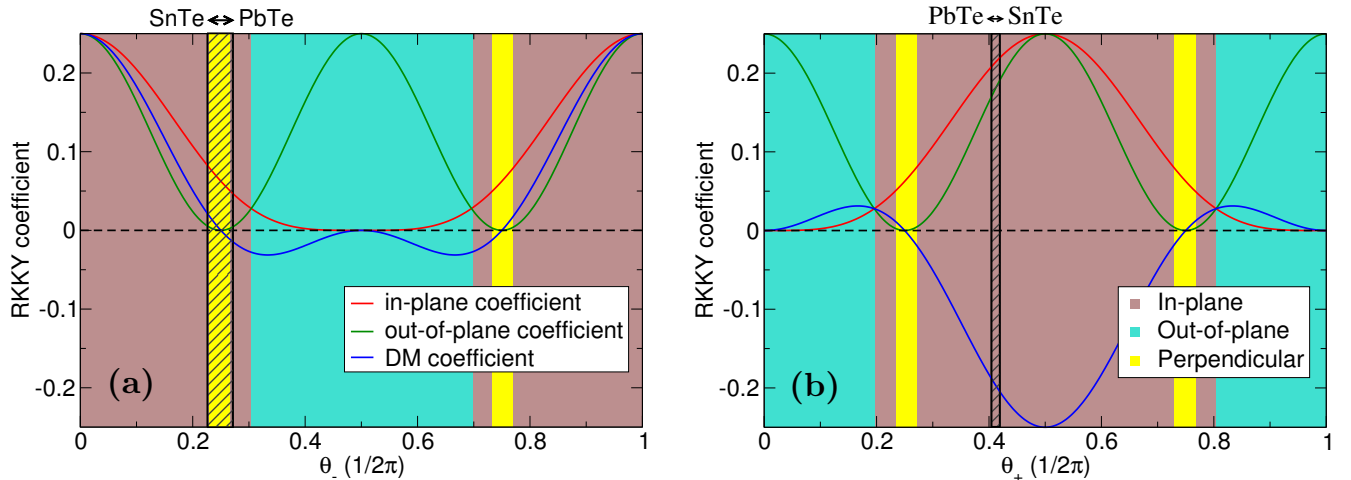 SnTe ↔ PbTe
0.2
0.1
0
-0.1
-0.2
RKKY coefficient
in-plane coefficient
out-of-plane coefficient
DM coefficient
(a)
0 0.2 0.4 0.6 0.8 1
θ₋ (1/2π)
PbTe ↔ SnTe
0.2
0.1
0
-0.1
-0.2
RKKY coefficient
In-plane
Out-of-plane
Perpendicular
(b)
0 0.2 0.4 0.6 0.8 1
θ₊ (1/2π)